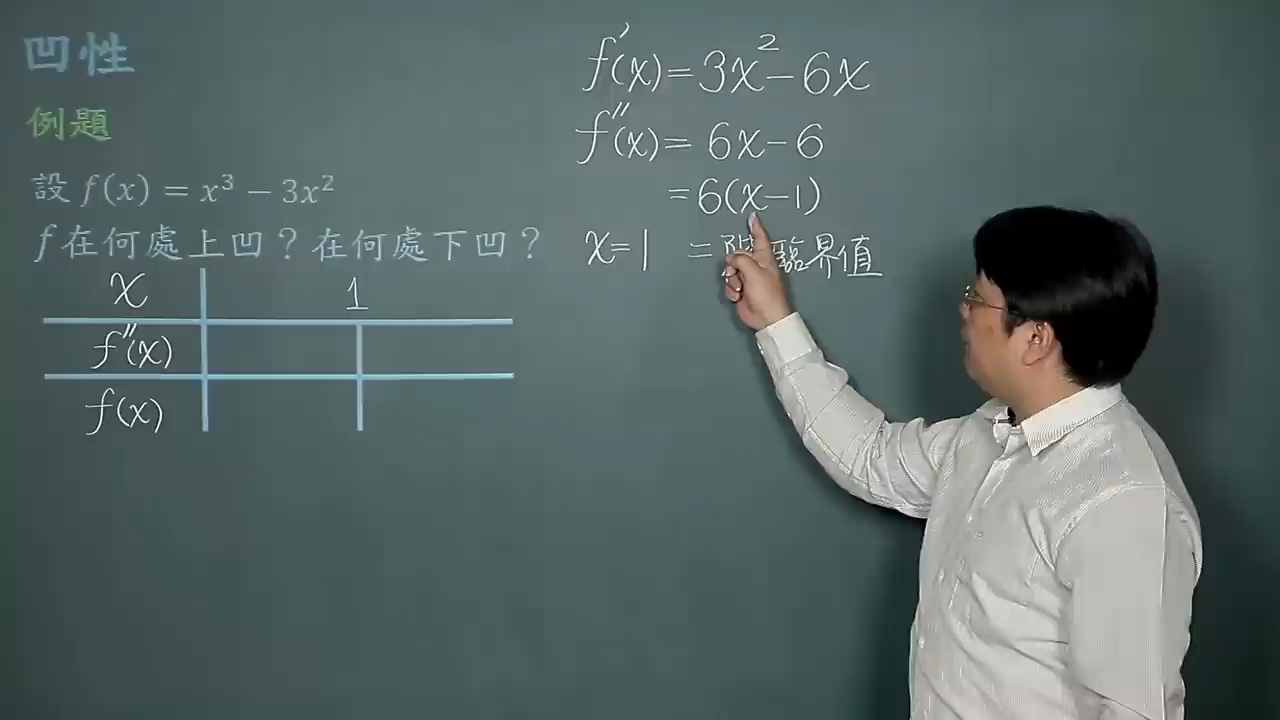 凹性
例題
設 f(x) = x³ − 3x²
f 在何處上凹？在何處下凹？
x 1
f''(x)
f(x)
f'(x) = 3x² − 6x
f''(x) = 6x − 6
= 6(x − 1)
x = 1 = 臨界值